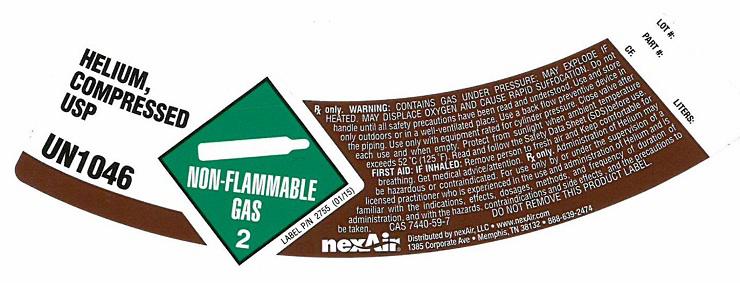 HELIUM,
COMPRESSED
USP
UN1046
NON-FLAMMABLE
GAS
2
LABEL P/N 2755 (01/15)
Rx only. WARNING: CONTAINS GAS UNDER PRESSURE; MAY EXPLODE IF
HEATED. MAY DISPLACE OXYGEN AND CAUSE RAPID SUFFOCATION. Do not
handle until all safety precautions have been read and understood. Use and store
only outdoors or in a well-ventilated place. Use a back flow preventive device in
the piping. Use only with equipment rated for cylinder pressure. Close valve after
each use and when empty. Protect from sunlight when ambient temperature
exceeds 52°C (125°F). Read and follow the Safety Data Sheet (SDS) before use.
FIRST AID: IF INHALED: Remove person to fresh air and keep comfortable for
breathing. Get medical advice/attention. Rx only. Administration of Helium may
be hazardous or contraindicated. For use only by or under the supervision of a
licensed practitioner who is experienced in the use and administration of Helium and is
familiar with the indications, effects, dosages, methods, and frequency of duration of
administration, and with the hazards, contraindications and side effects, and the precautions to
be taken. CAS 7440-59-7 DO NOT REMOVE THIS PRODUCT LABEL.
nexAir
Distributed by nexAir, LLC • www.nexAir.com
1385 Corporate Ave • Memphis, TN 38132 • 888-639-2474
LOT #:
PART #:
CF:
LITERS: